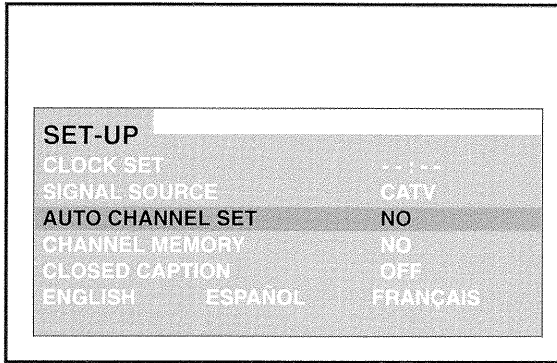 SET-UP
CLOCK SET - - : - -
SIGNAL SOURCE CATV
AUTO CHANNEL SET NO
CHANNEL MEMORY NO
CLOSED CAPTION OFF
ENGLISH ESPAÑOL FRANÇAIS